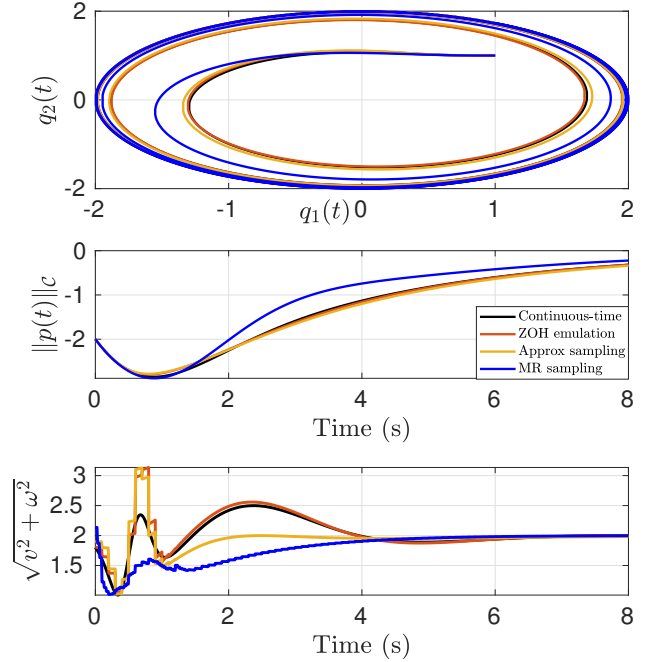 2
0
-2
q₂(t)
-2
-1
q₁(t)
0
1
2
0
-1
-2
||p(t)||_C
Continuous-time
ZOH emulation
Approx sampling
MR sampling
0
2
4
6
8
Time (s)
3
2.5
2
1.5
√v² + ω²
0
2
4
6
8
Time (s)